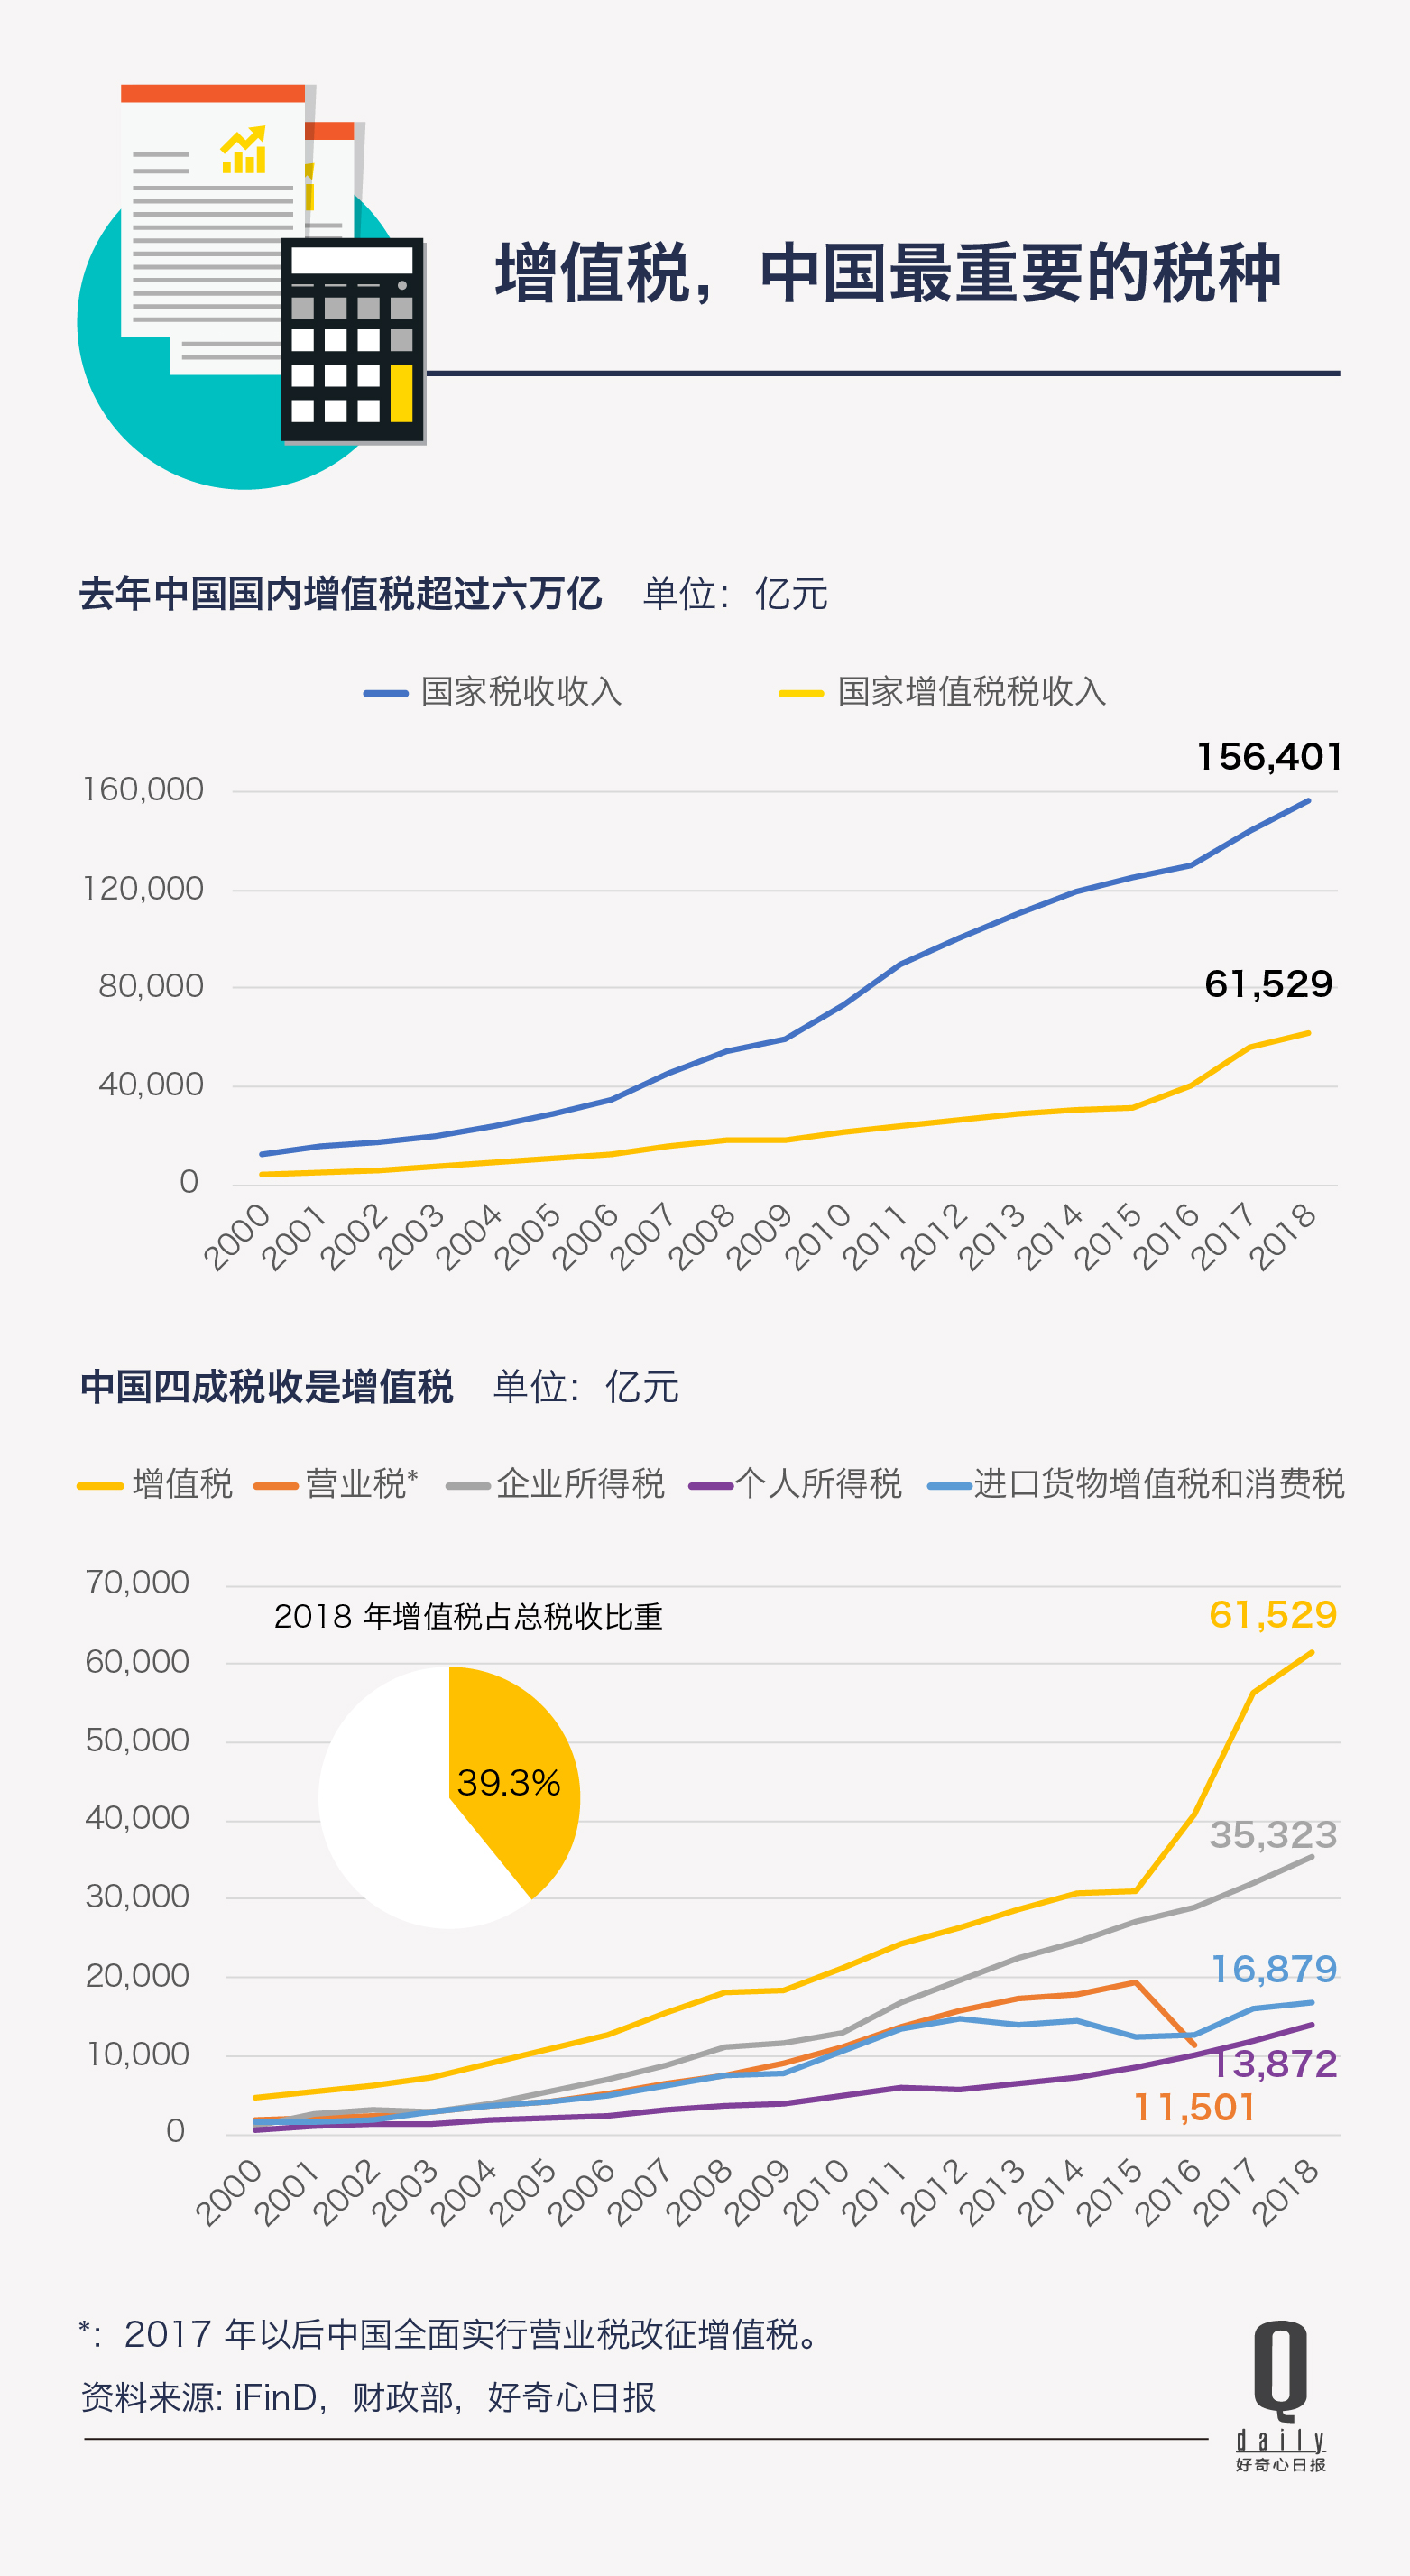 增值税，中国最重要的税种
去年中国国内增值税超过六万亿 单位：亿元
国家税收收入 国家增值税税收入
156,401
160,000
120,000
80,000
61,529
40,000
0
2000 2001 2002 2003 2004 2005 2006 2007 2008 2009 2010 2011 2012 2013 2014 2015 2016 2017 2018
中国四成税收是增值税 单位：亿元
增值税 营业税* 企业所得税 个人所得税 进口货物增值税和消费税
70,000
2018 年增值税占总税收比重
61,529
60,000
50,000
39.3%
40,000
35,323
30,000
20,000
16,879
10,000
13,872
11,501
0
2000 2001 2002 2003 2004 2005 2006 2007 2008 2009 2010 2011 2012 2013 2014 2015 2016 2017 2018
*：2017 年以后中国全面实行营业税改征增值税。
资料来源: iFinD，财政部，好奇心日报
Q
daily
好奇心日报